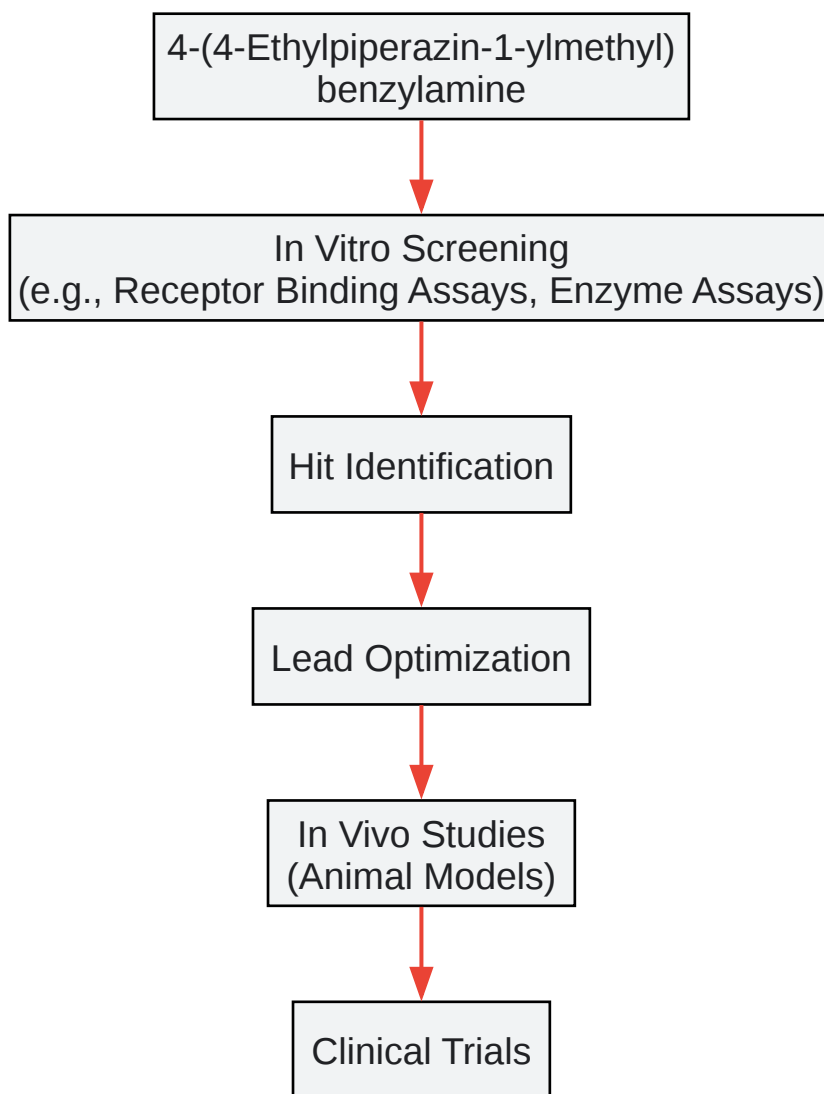 4-(4-Ethylpiperazin-1-ylmethyl)
benzylamine
In Vitro Screening
(e.g., Receptor Binding Assays, Enzyme Assays)
Hit Identification
Lead Optimization
In Vivo Studies
(Animal Models)
Clinical Trials